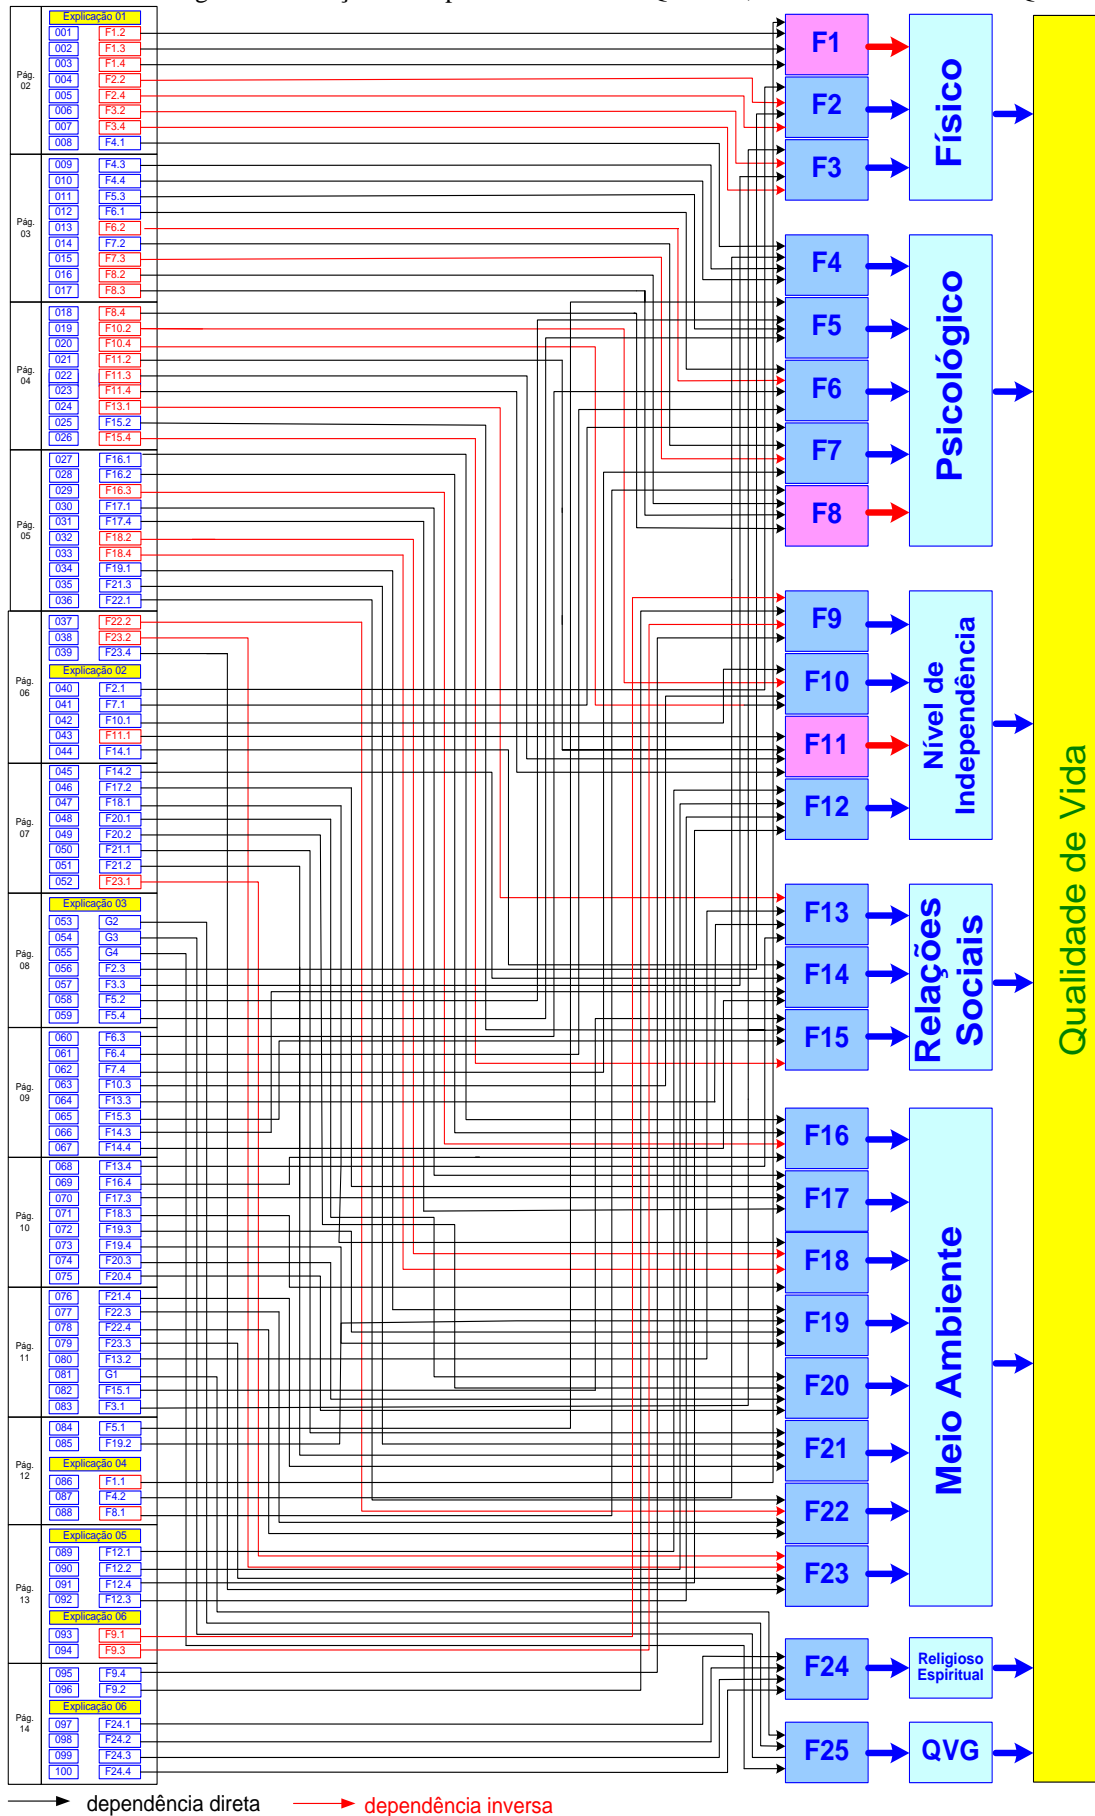 Explicação 01
Pág. 02
001 F1.2
002 F1.3
003 F1.4
004 F2.2
005 F2.4
006 F3.2
007 F3.4
008 F4.1
Pág. 03
009 F4.3
010 F4.4
011 F5.3
012 F6.1
013 F6.2
014 F7.2
015 F7.3
016 F8.2
017 F8.3
Pág. 04
018 F8.4
019 F10.2
020 F10.4
021 F11.2
022 F11.3
023 F11.4
024 F13.1
025 F15.2
026 F15.4
Pág. 05
027 F16.1
028 F16.2
029 F16.3
030 F17.1
031 F17.4
032 F18.2
033 F18.4
034 F19.1
035 F21.3
036 F22.1
Pág. 06
037 F22.2
038 F23.2
039 F23.4
Explicação 02
040 F2.1
041 F7.1
042 F10.1
043 F11.1
044 F14.1
Pág. 07
045 F14.2
046 F17.2
047 F18.1
048 F20.1
049 F20.2
050 F21.1
051 F21.2
052 F23.1
Pág. 08
Explicação 03
053 G2
054 G3
055 G4
056 F2.3
057 F3.3
058 F5.2
059 F5.4
Pág. 09
060 F6.3
061 F6.4
062 F7.4
063 F10.3
064 F13.3
065 F15.3
066 F14.3
067 F14.4
Pág. 10
068 F13.4
069 F16.4
070 F17.3
071 F18.3
072 F19.3
073 F19.4
074 F20.3
075 F20.4
Pág. 11
076 F21.4
077 F22.3
078 F22.4
079 F23.3
080 F13.2
081 G1
082 F15.1
083 F3.1
Pág. 12
084 F5.1
085 F19.2
Explicação 04
086 F1.1
087 F4.2
088 F8.1
Pág. 13
Explicação 05
089 F12.1
090 F12.2
091 F12.4
092 F12.3
Explicação 06
093 F9.1
094 F9.3
Pág. 14
095 F9.4
096 F9.2
Explicação 06
097 F24.1
098 F24.2
099 F24.3
100 F24.4
F1
F2
F3
Físico
F4
F5
F6
F7
F8
Psicológico
F9
F10
F11
F12
Nível de
Independência
F13
F14
F15
Relações
Sociais
F16
F17
F18
F19
F20
F21
F22
F23
Meio Ambiente
F24
Religioso
Espiritual
F25
QVG
Qualidade de Vida
dependência direta
dependência inversa